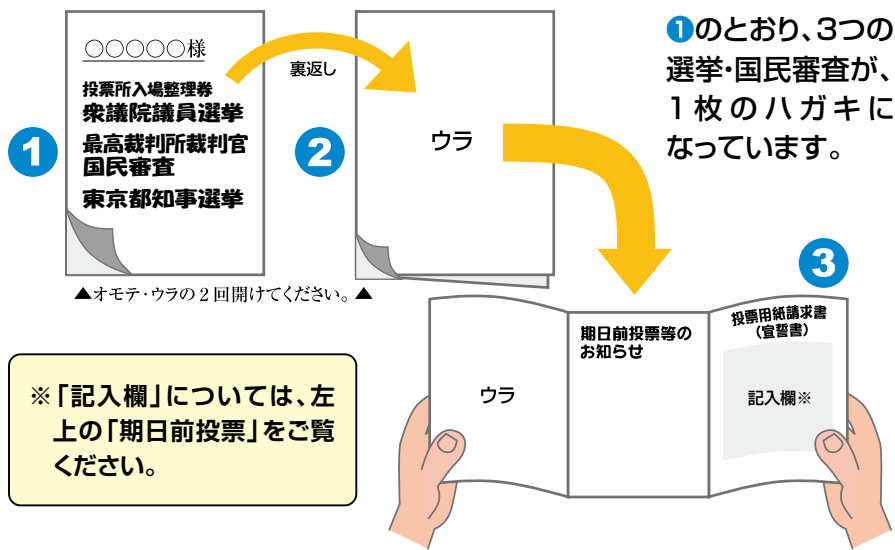 ○○○○○様
投票所入場整理券
衆議院議員選挙
最高裁判所裁判官
国民審査
東京都知事選挙
1
裏返し
2
ウラ
▲オモテ・ウラの2回開けてください。▲
❶のとおり、3つの
選挙・国民審査が、
1枚のハガキに
なっています。
3
ウラ
期日前投票等の
お知らせ
投票用紙請求書
（宣誓書）
記入欄※
※「記入欄」については、左
上の「期日前投票」をご覧
ください。